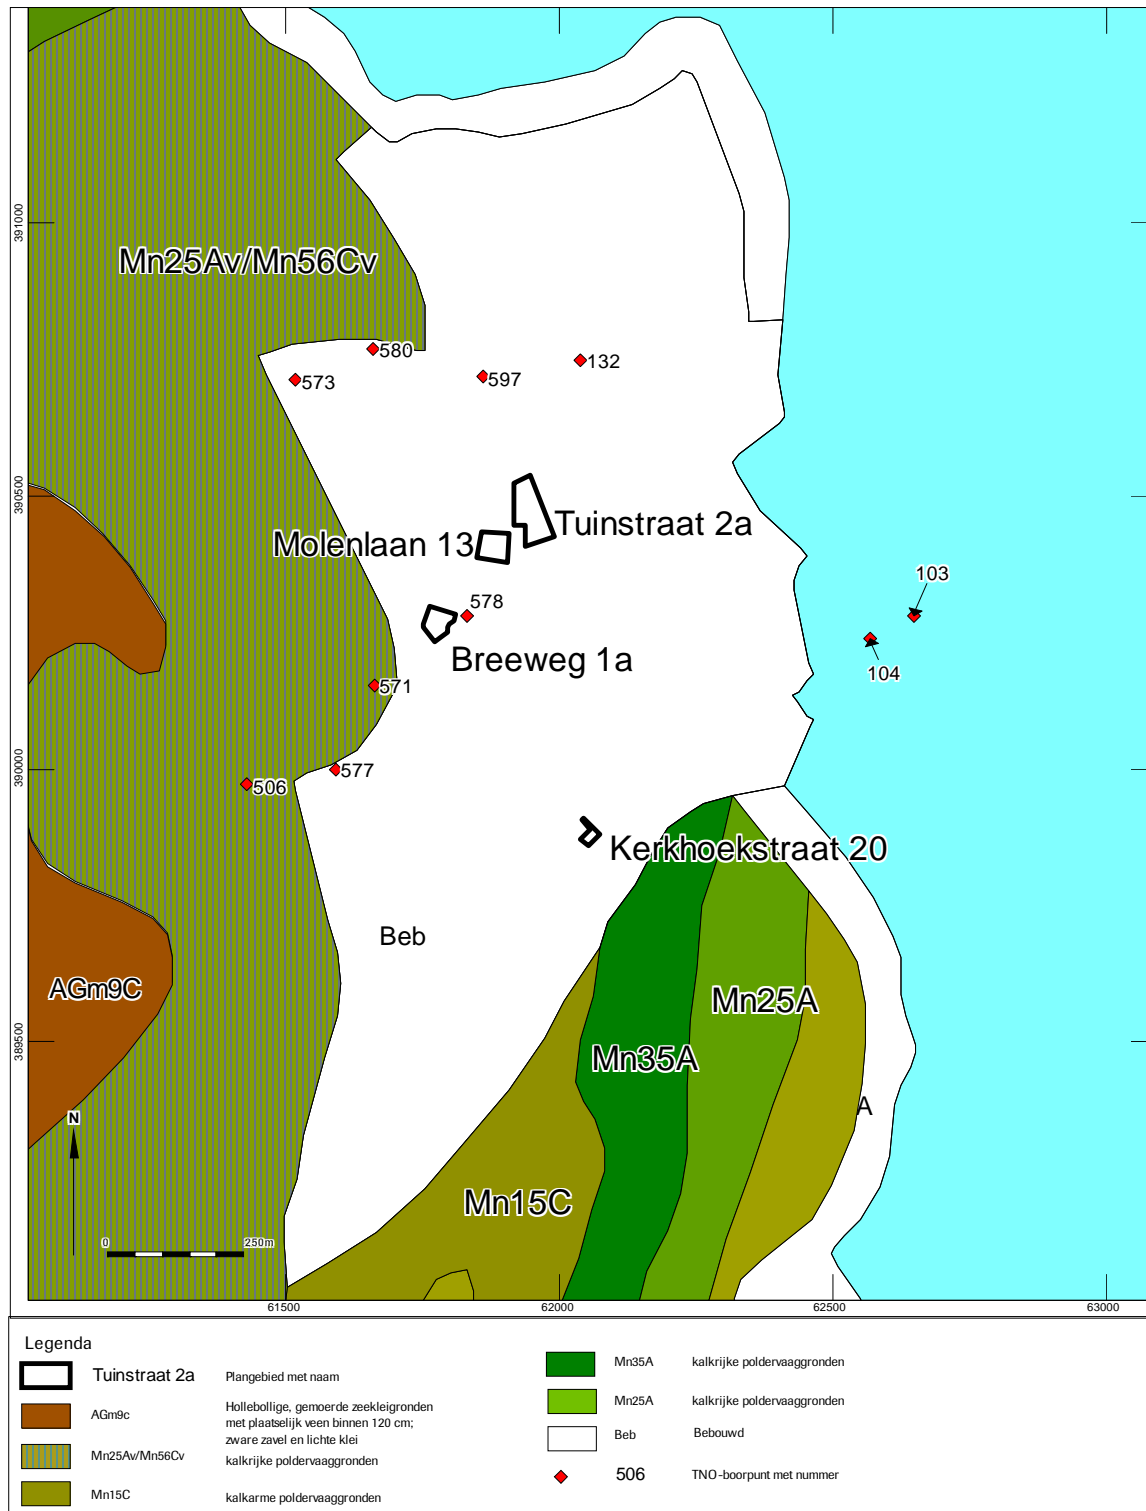 391000
390500
390000
389500
Mn25Av/Mn56Cv
580
573
597
132
Tuinstraat 2a
Molenlaan 13
578
Breeweg 1a
103
104
571
577
506
Kerkhoekstraat 20
Beb
AGm9C
Mn25A
Mn35A
A
N
Mn15C
0 250m
61500 62000 62500 63000
Legenda
Tuinstraat 2a Plangebied met naam
AGm9c Hollebollige, gemoerde zeekleigronden
met plaatselijk veen binnen 120 cm;
zware zavel en lichte klei
Mn25Av/Mn56Cv kalkrijke poldervaaggronden
Mn15C kalkarme poldervaaggronden
Mn35A kalkrijke poldervaaggronden
Mn25A kalkrijke poldervaaggronden
Beb Bebouwd
506 TNO-boorpunt met nummer